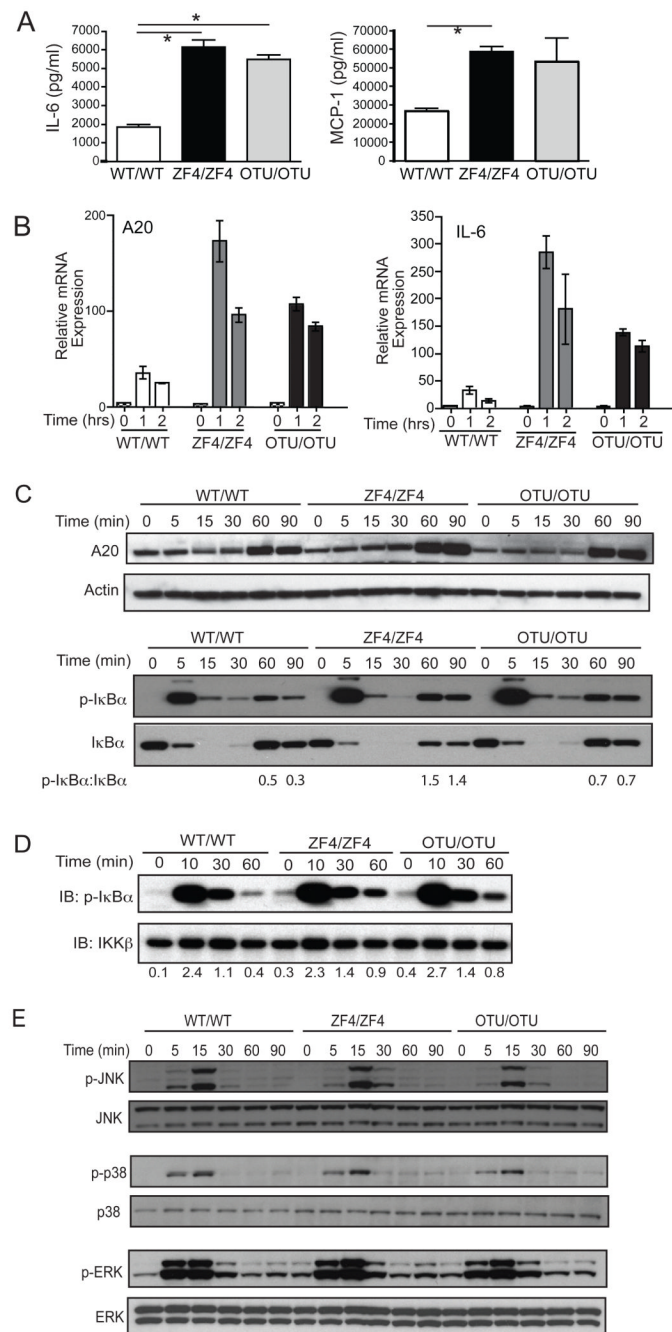 A
*
*
IL-6 (pg/ml)
7000
6000
5000
4000
3000
2000
1000
0
WT/WT ZF4/ZF4 OTU/OTU
*
MCP-1 (pg/ml)
70000
60000
50000
40000
30000
20000
10000
0
WT/WT ZF4/ZF4 OTU/OTU
B
A20
Relative mRNA
Expression
200
100
0
Time (hrs) 0 1 2 0 1 2 0 1 2
WT/WT ZF4/ZF4 OTU/OTU
IL-6
Relative mRNA
Expression
350
300
250
200
150
100
50
0
Time (hrs) 0 1 2 0 1 2 0 1 2
WT/WT ZF4/ZF4 OTU/OTU
C
WT/WT ZF4/ZF4 OTU/OTU
Time (min) 0 5 15 30 60 90 0 5 15 30 60 90 0 5 15 30 60 90
A20
Actin
WT/WT ZF4/ZF4 OTU/OTU
Time (min) 0 5 15 30 60 90 0 5 15 30 60 90 0 5 15 30 60 90
p-IκBα
IκBα
p-IκBα:IκBα 0.5 0.3 1.5 1.4 0.7 0.7
D
WT/WT ZF4/ZF4 OTU/OTU
Time (min) 0 10 30 60 0 10 30 60 0 10 30 60
IB: p-IκBα
IB: IKKβ
0.1 2.4 1.1 0.4 0.3 2.3 1.4 0.9 0.4 2.7 1.4 0.8
E
WT/WT ZF4/ZF4 OTU/OTU
Time (min) 0 5 15 30 60 90 0 5 15 30 60 90 0 5 15 30 60 90
p-JNK
JNK
p-p38
p38
p-ERK
ERK